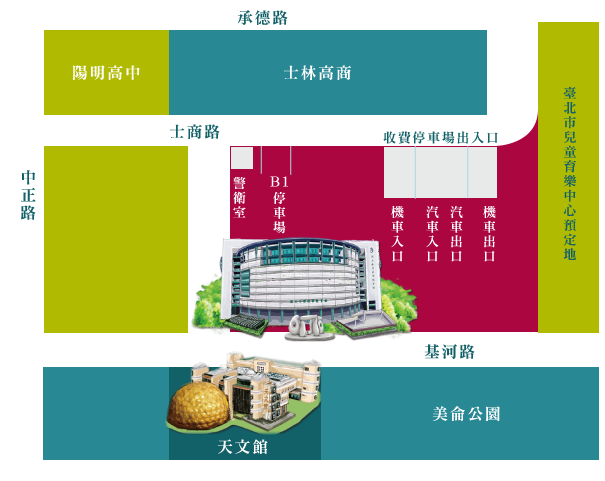 承德路
陽明高中
士林高商
士商路
收費停車場出入口
臺北市兒童育樂中心預定地
中正路
警衛室
B1停車場
機車入口
汽車入口
汽車出口
機車出口
基河路
美侖公園
天文館